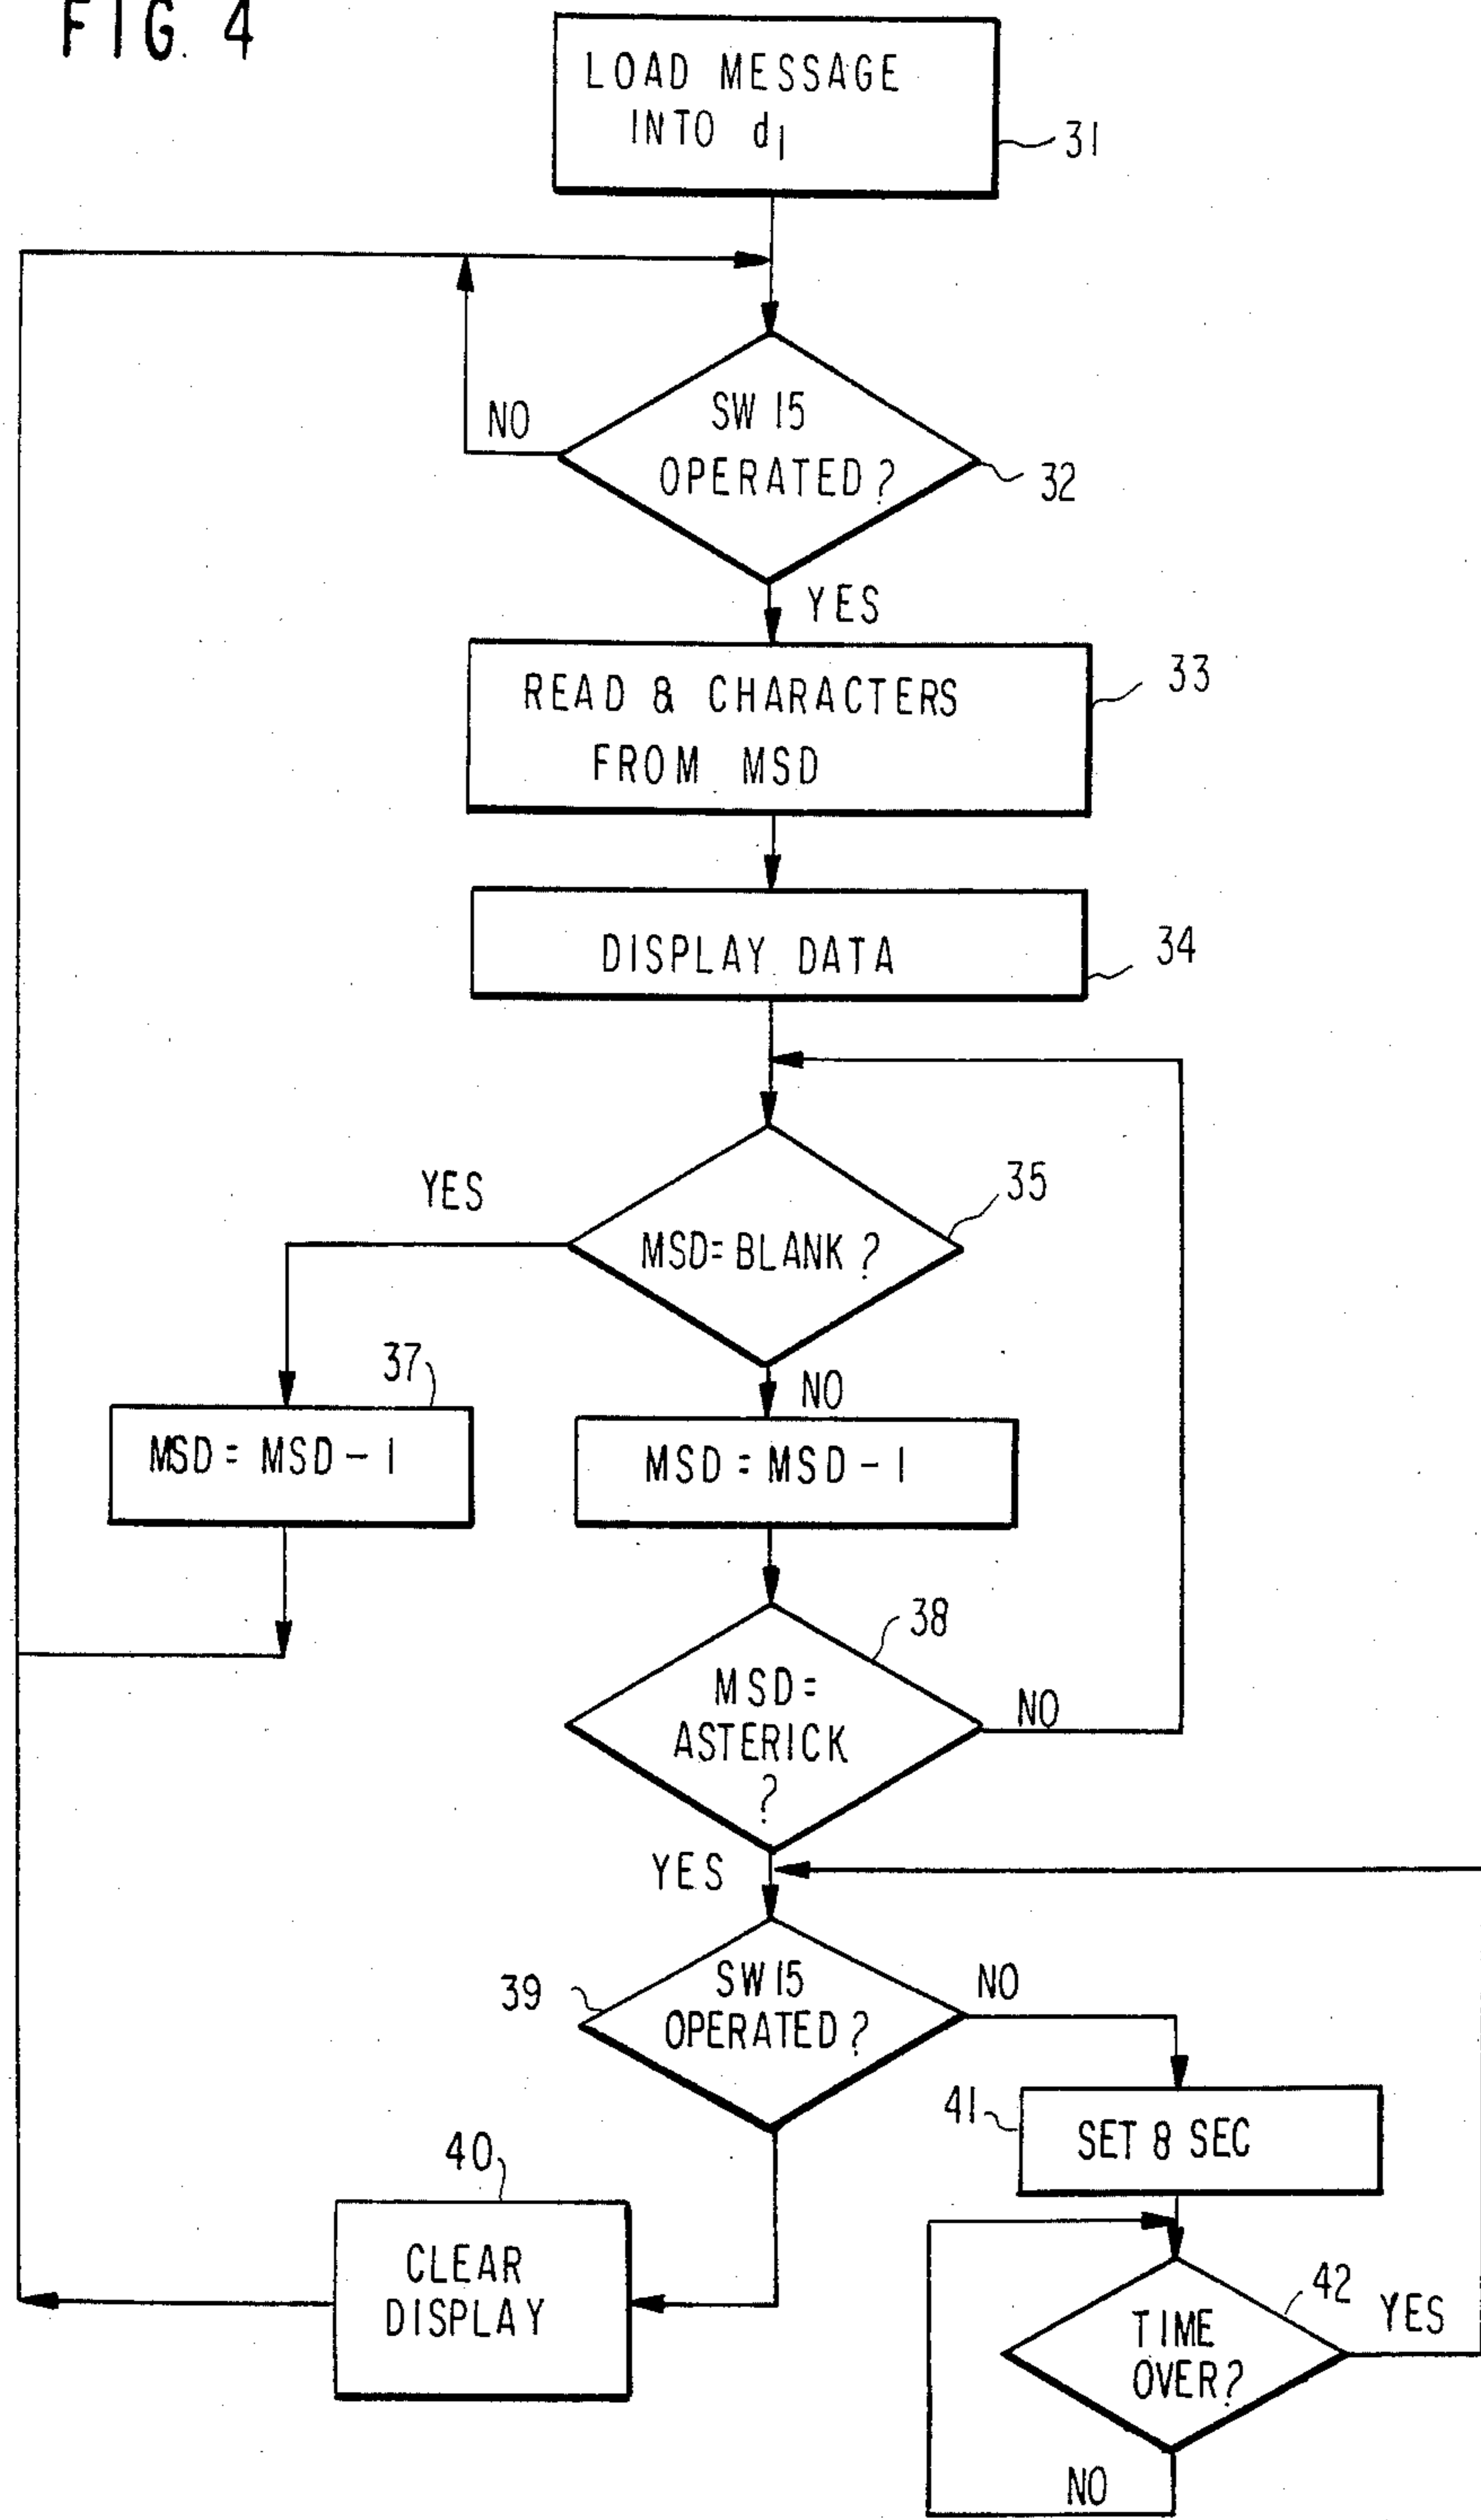 FIG. 4
LOAD MESSAGE
INTO d1
31
NO
SW 15
OPERATED?
32
YES
READ 8 CHARACTERS
FROM MSD
33
DISPLAY DATA
34
YES
35
MSD=BLANK?
37
NO
MSD = MSD - 1
MSD = MSD - 1
38
MSD=
ASTERICK
?
NO
YES
39
SW 15
OPERATED?
NO
41
SET 8 SEC
40
CLEAR
DISPLAY
42
YES
TIME
OVER?
NO